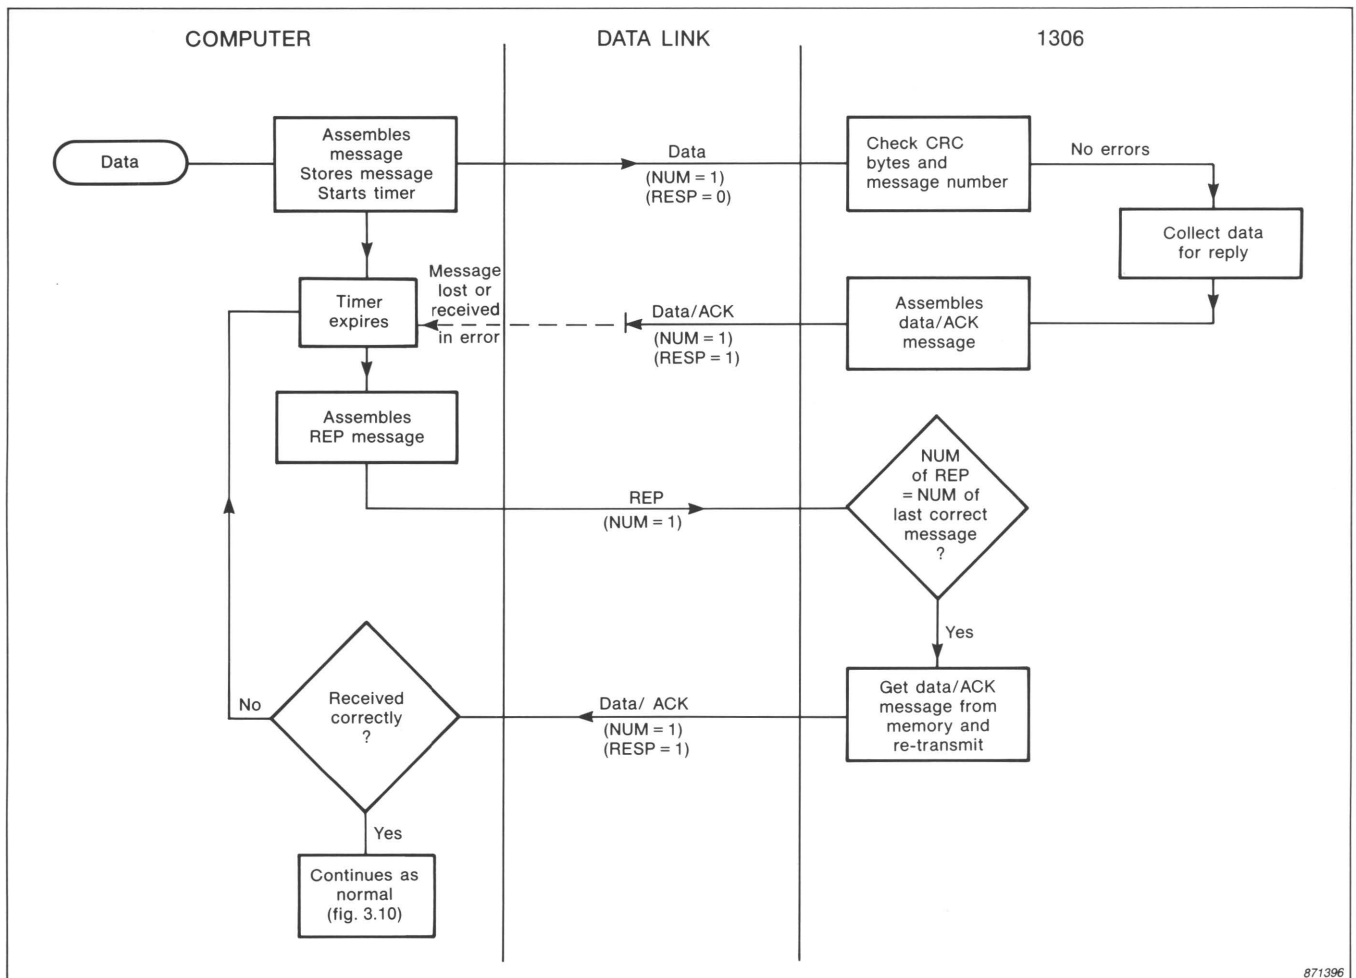 COMPUTER
DATA LINK
1306
Data
Assembles
message
Stores message
Starts timer
Data
(NUM = 1)
(RESP = 0)
Check CRC
bytes and
message number
No errors
Collect data
for reply
Assembles
data/ACK
message
Data/ACK
(NUM = 1)
(RESP = 1)
Message
lost or
received
in error
Timer
expires
Assembles
REP message
REP
(NUM = 1)
NUM
of REP
= NUM of
last correct
message
?
Yes
Get data/ACK
message from
memory and
re-transmit
Data/ ACK
(NUM = 1)
(RESP = 1)
Received
correctly
?
No
Yes
Continues as
normal
(fig. 3.10)
871396